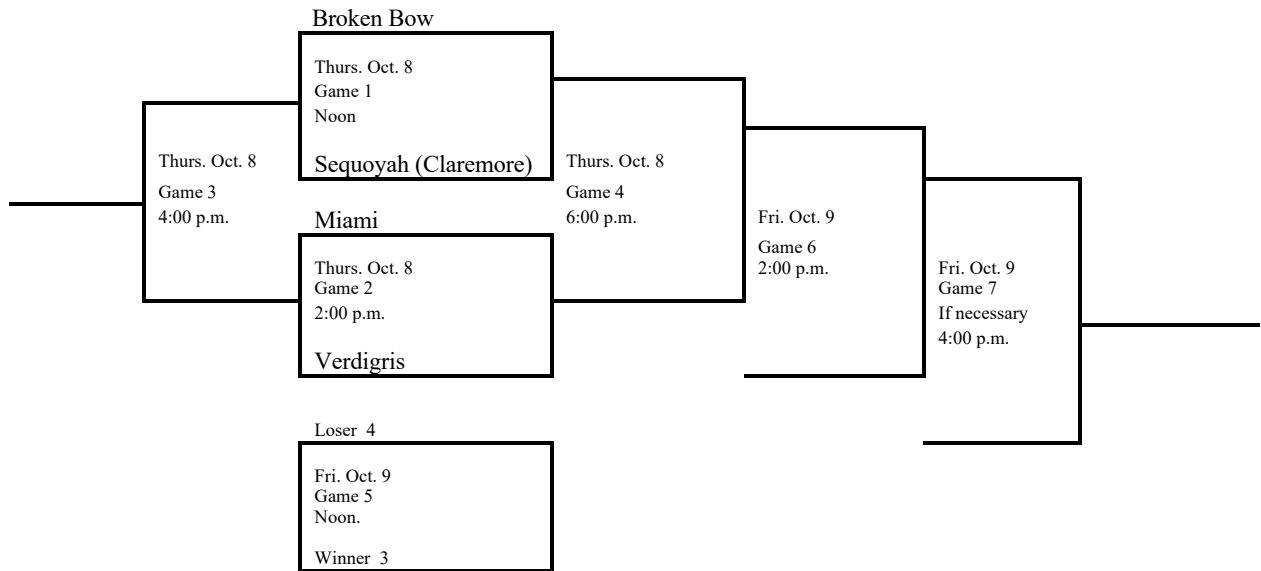 Broken Bow
Thurs. Oct. 8
Game 1
Noon
Sequoyah (Claremore)
Thurs. Oct. 8
Game 3
4:00 p.m.
Thurs. Oct. 8
Game 4
6:00 p.m.
Miami
Thurs. Oct. 8
Game 2
2:00 p.m.
Verdigris
Fri. Oct. 9
Game 6
2:00 p.m.
Fri. Oct. 9
Game 7
If necessary
4:00 p.m.
Loser 4
Fri. Oct. 9
Game 5
Noon.
Winner 3